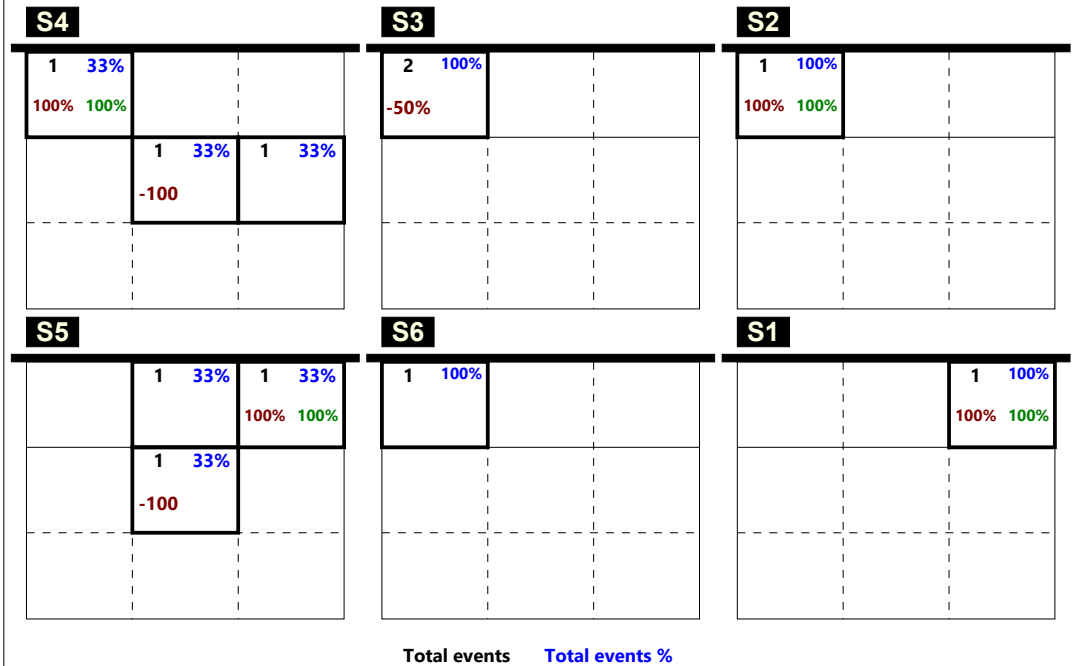 S4 S3 S2
1 33% 2 100% 1 100%
100% 100% -50% 100% 100%
1 33% 1 33%
-100
S5 S6 S1
1 33% 1 33% 1 100% 1 100%
100% 100% 100% 100%
1 33%
-100
Total events Total events %